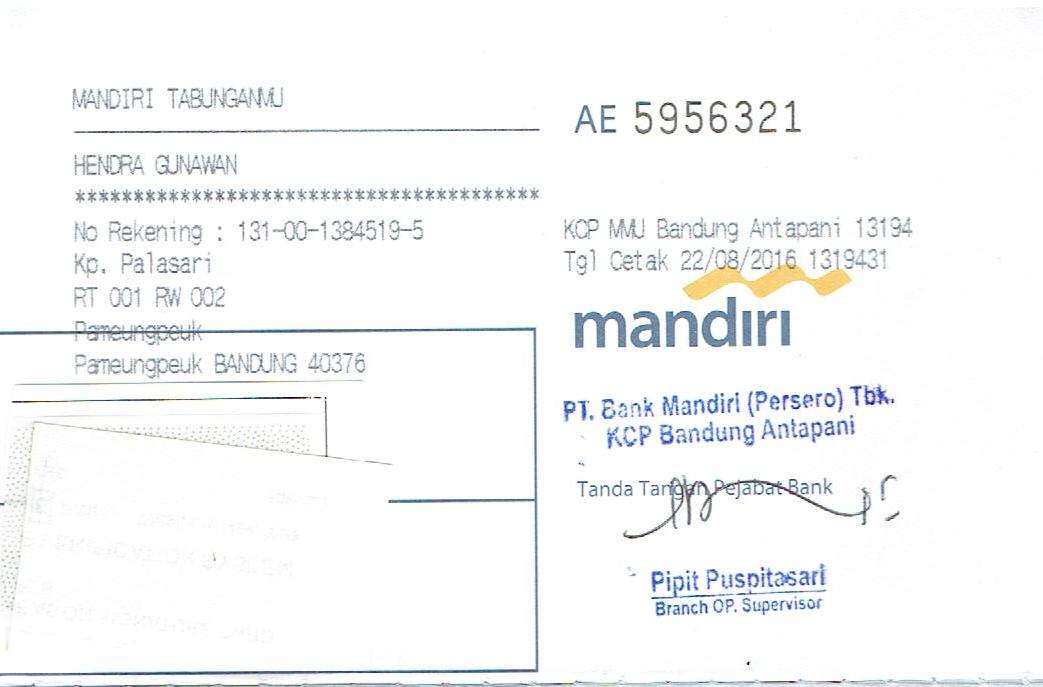 MANDIRI TABUNGANMU
AE 5956321
HENDRA GUNAWAN
***************************************
No Rekening : 131-00-1384519-5
Kp. Palasari
RT 001 RW 002
Pameungpeuk
Pameungpeuk BANDUNG 40376
KCP MMU Bandung Antapani 13194
Tgl Cetak 22/08/2016 1319431
mandiri
PT. Bank Mandiri (Persero) Tbk.
KCP Bandung Antapani
Tanda Tangan Pejabat Bank
Pipit Puspitasari
Branch OP. Supervisor